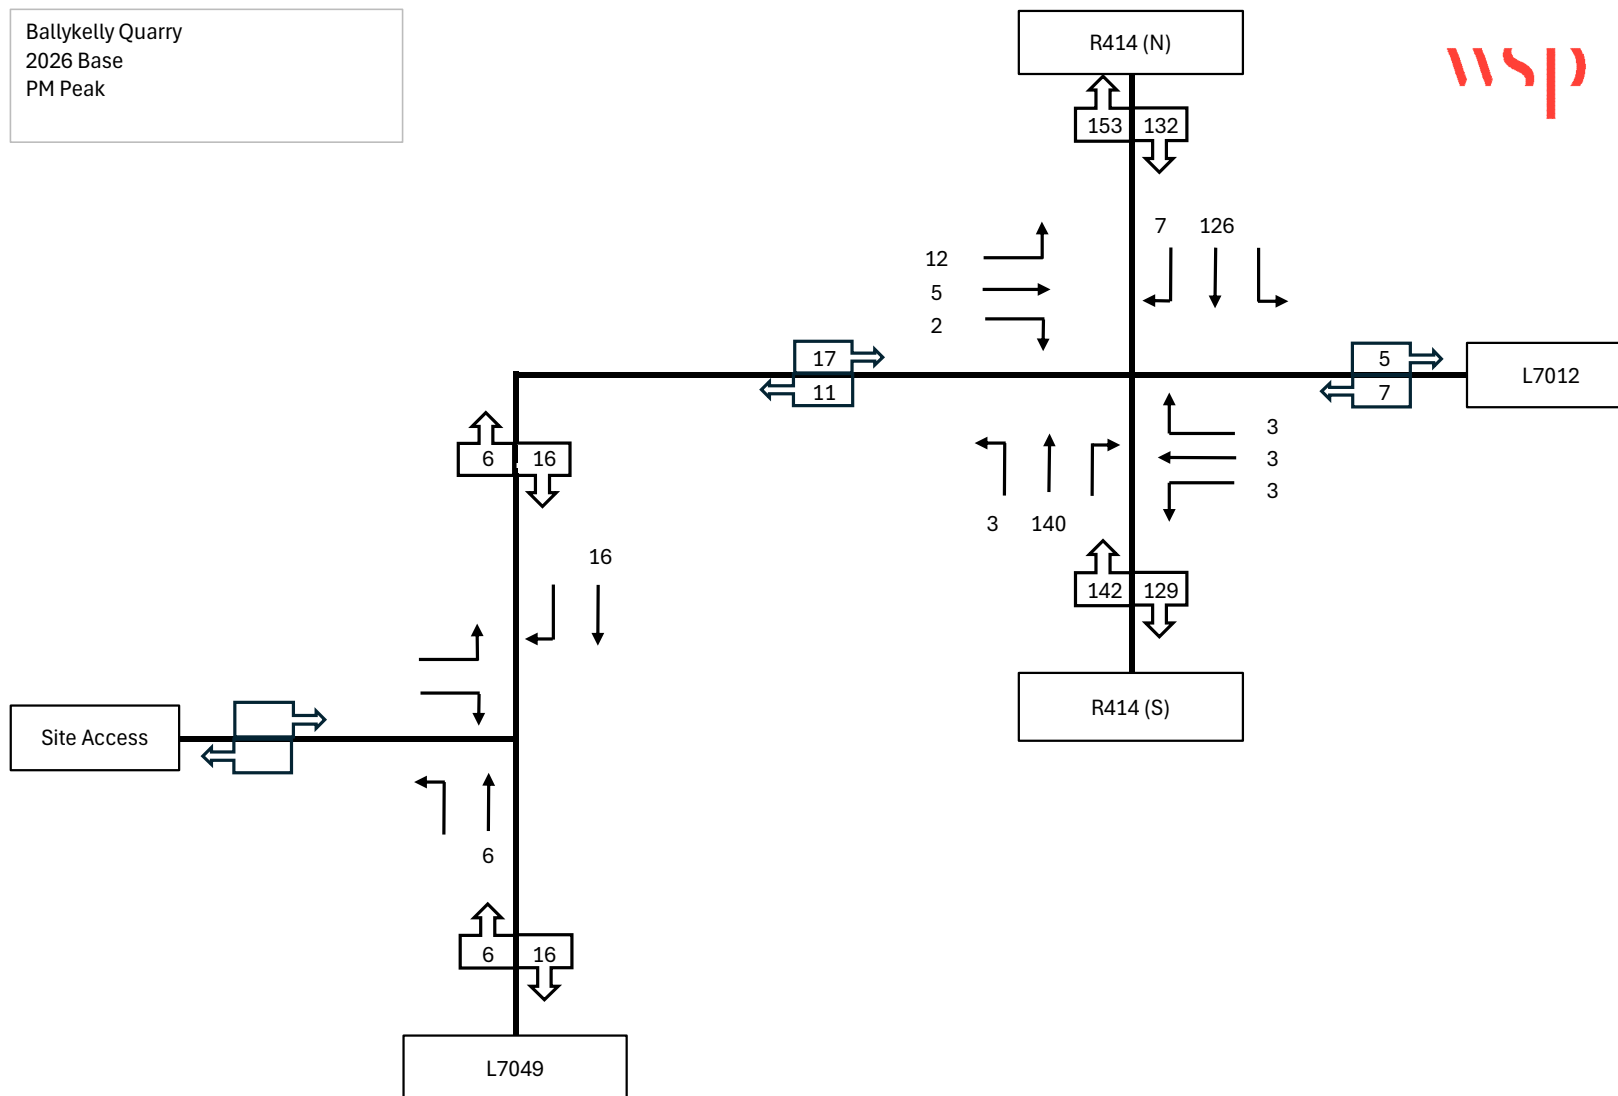 Ballykelly Quarry
2026 Base
PM Peak
R414 (N)
wsp
153 132
7 126
12
5
2
17
11
5
7
L7012
6 16
3
3
3
3 140
16
142 129
R414 (S)
Site Access
6
6 16
L7049